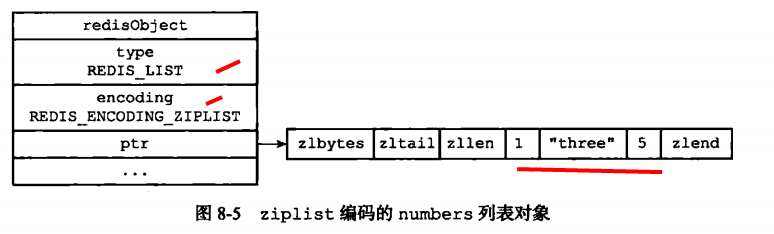 redisObject
type
REDIS_LIST
encoding
REDIS_ENCODING_ZIPLIST
ptr
...
zlbytes zltail zllen 1 "three" 5 zlend
图 8-5 ziplist 编码的 numbers 列表对象